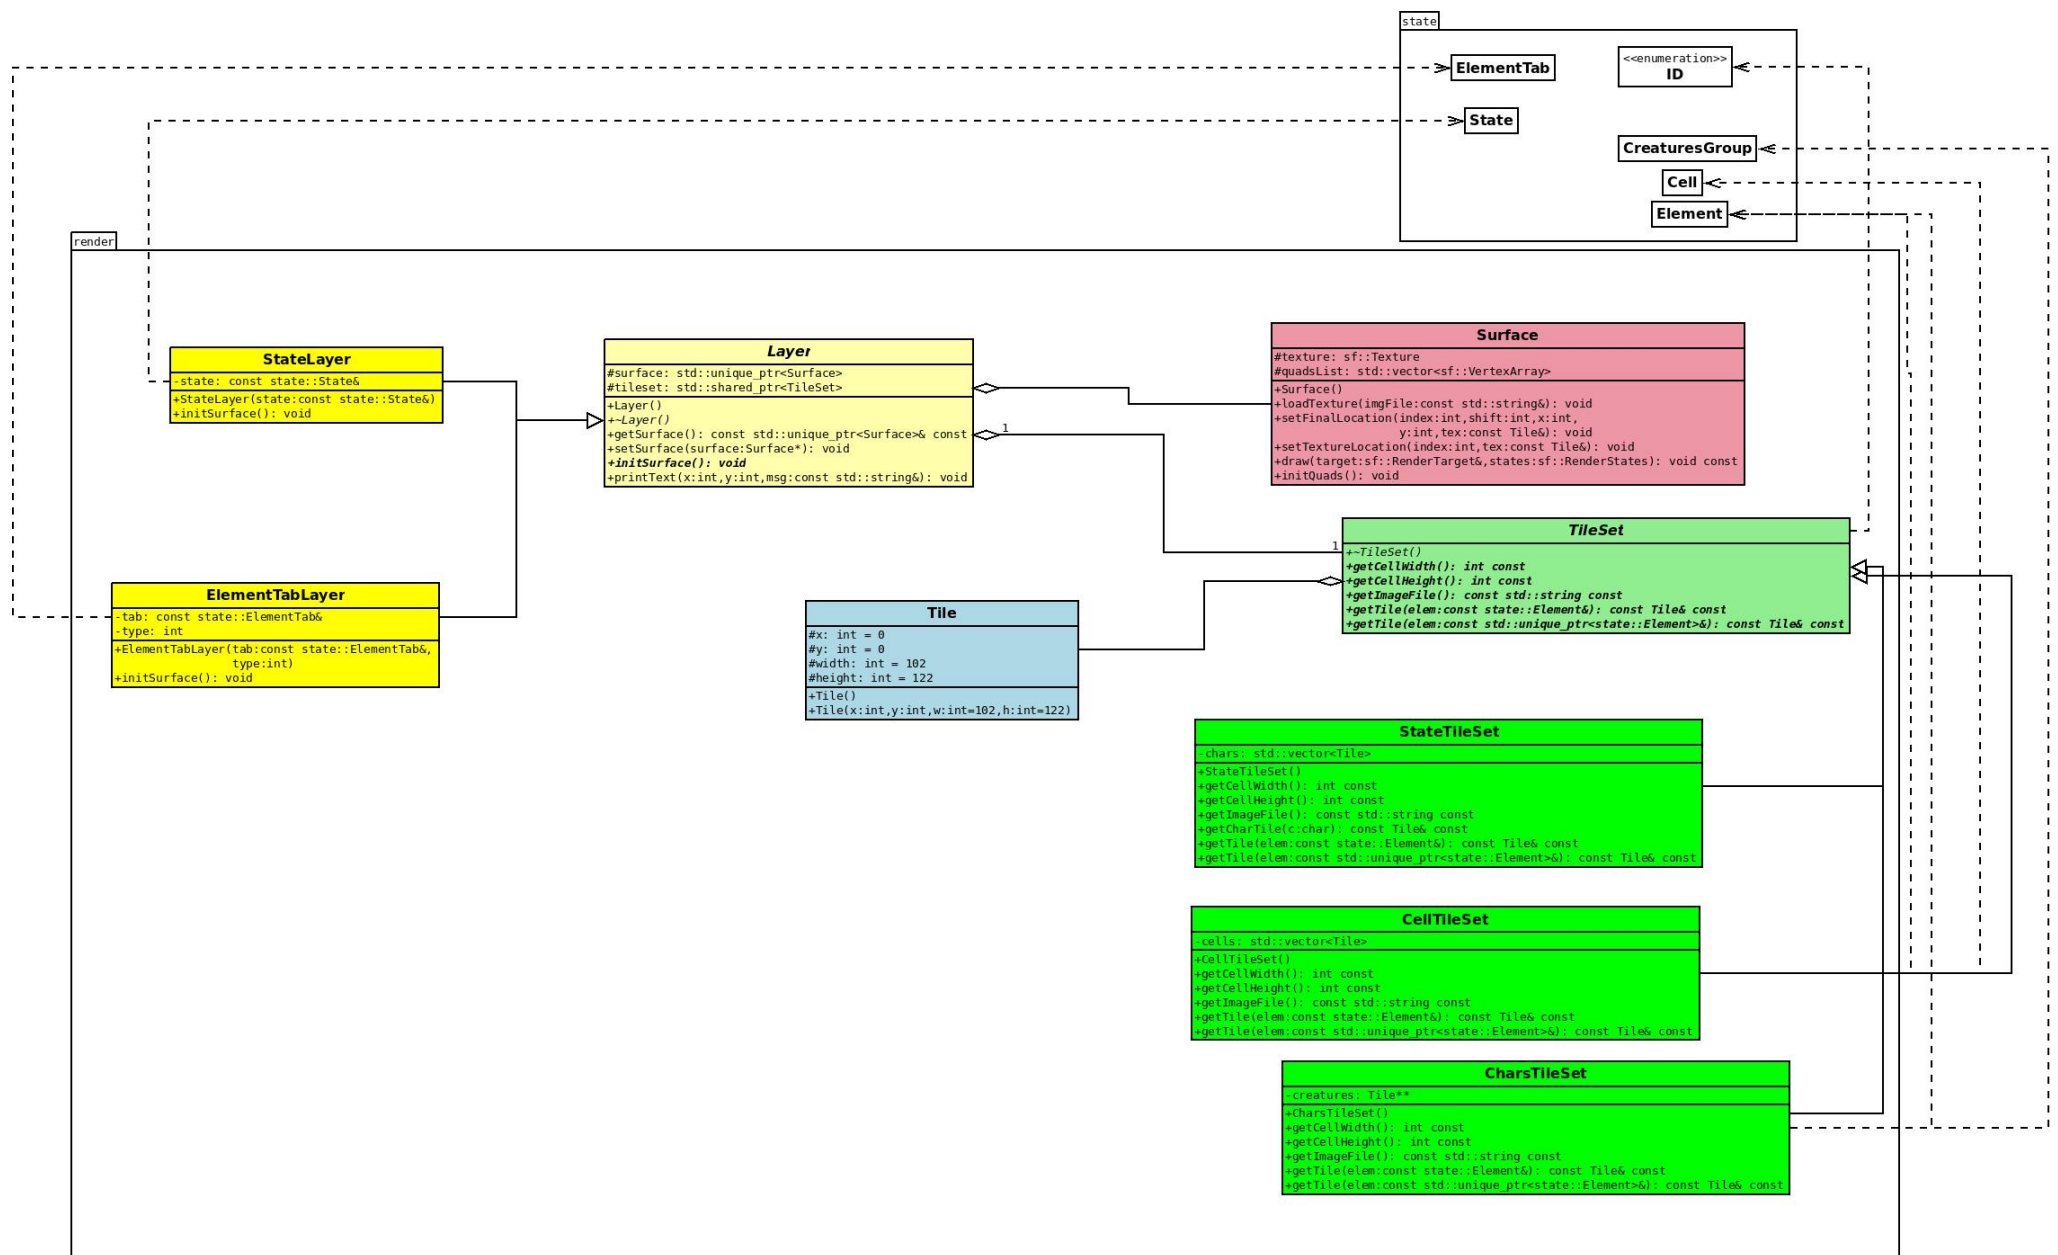 state
ElementTab
<<enumeration>>
ID
State
CreaturesGroup
Cell
Element
render
StateLayer
-state: const state::State&
+StateLayer(state:const state::State&)
+initSurface(): void
Layer
#surface: std::unique_ptr<Surface>
#tileset: std::shared_ptr<TileSet>
+Layer()
+~Layer()
+getSurface(): const std::unique_ptr<Surface>& const
+setSurface(surface:Surface*): void
+initSurface(): void
+printText(x:int,y:int,msg:const std::string&): void
1
Surface
#texture: sf::Texture
#quadsList: std::vector<sf::VertexArray>
+Surface()
+loadTexture(imgFile:const std::string&): void
+setFinalLocation(index:int,shift:int,x:int,
y:int,tex:const Tile&): void
+setTextureLocation(index:int,tex:const Tile&): void
+draw(target:sf::RenderTarget&,states:sf::RenderStates): void const
+initQuads(): void
1
TileSet
+~TileSet()
+getCellWidth(): int const
+getCellHeight(): int const
+getImageFile(): const std::string const
+getTile(elem:const state::Element&): const Tile& const
+getTile(elem:const std::unique_ptr<state::Element>&): const Tile& const
ElementTabLayer
-tab: const state::ElementTab&
-type: int
+ElementTabLayer(tab:const state::ElementTab&,
type:int)
+initSurface(): void
Tile
#x: int = 0
#y: int = 0
#width: int = 102
#height: int = 122
+Tile()
+Tile(x:int,y:int,w:int=102,h:int=122)
StateTileSet
-chars: std::vector<Tile>
+StateTileSet()
+getCellWidth(): int const
+getCellHeight(): int const
+getImageFile(): const std::string const
+getCharTile(c:char): const Tile& const
+getTile(elem:const state::Element&): const Tile& const
+getTile(elem:const std::unique_ptr<state::Element>&): const Tile& const
CellTileSet
-cells: std::vector<Tile>
+CellTileSet()
+getCellWidth(): int const
+getCellHeight(): int const
+getImageFile(): const std::string const
+getTile(elem:const state::Element&): const Tile& const
+getTile(elem:const std::unique_ptr<state::Element>&): const Tile& const
CharsTileSet
-creatures: Tile**
+CharsTileSet()
+getCellWidth(): int const
+getCellHeight(): int const
+getImageFile(): const std::string const
+getTile(elem:const state::Element&): const Tile& const
+getTile(elem:const std::unique_ptr<state::Element>&): const Tile& const